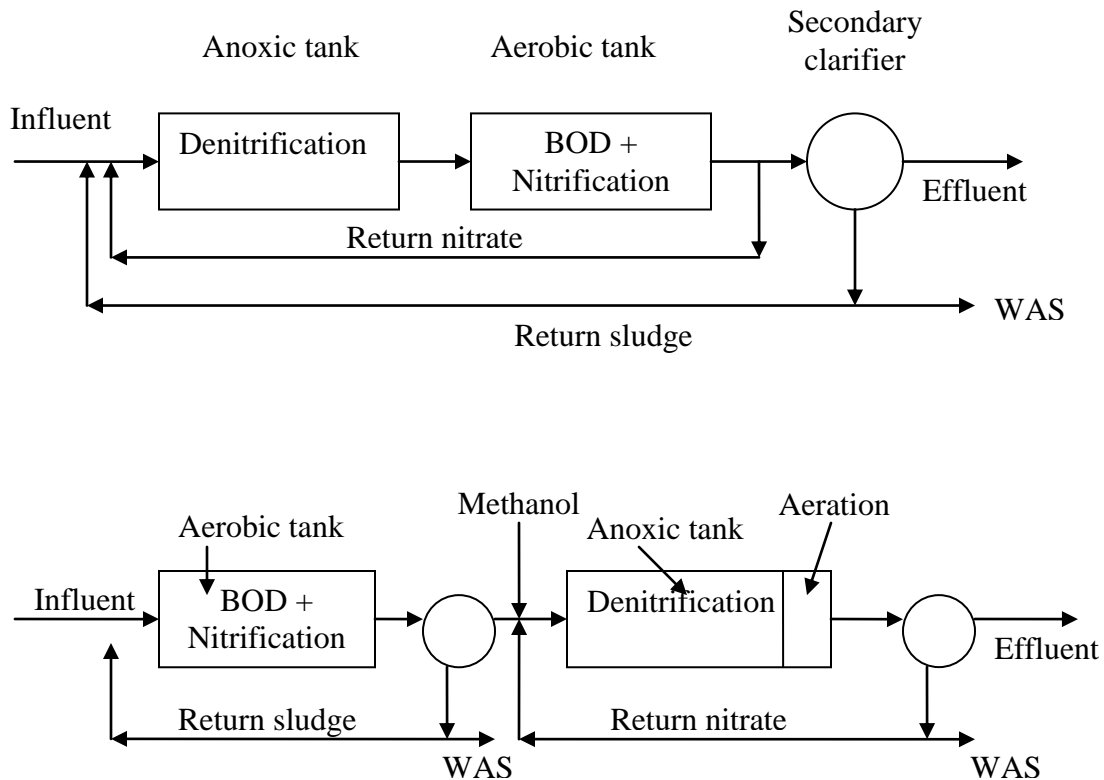 Anoxic tank
Aerobic tank
Secondary
clarifier
Influent
Denitrification
BOD +
Nitrification
Effluent
Return nitrate
WAS
Return sludge
Methanol
Aeration
Aerobic tank
Anoxic tank
Influent
BOD +
Nitrification
Denitrification
Effluent
Return sludge
Return nitrate
WAS
WAS